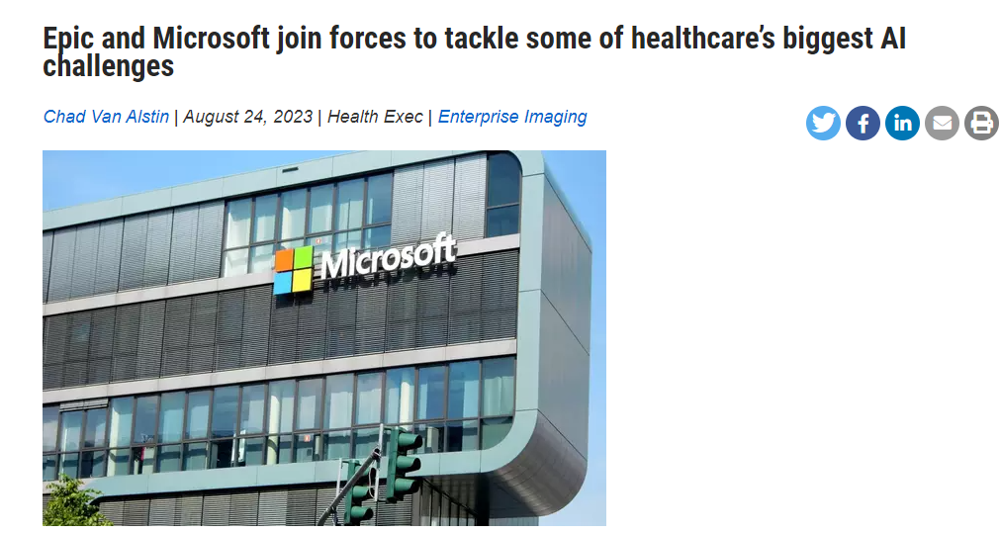 Epic and Microsoft join forces to tackle some of healthcare’s biggest AI
challenges
Chad Van Alstin | August 24, 2023 | Health Exec | Enterprise Imaging
Microsoft